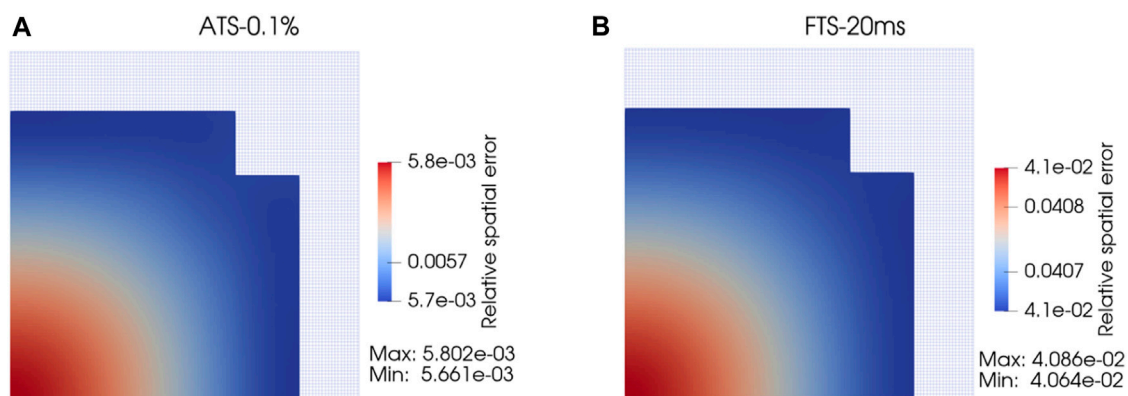 A
ATS-0.1%
5.8e-03
0.0057
5.7e-03
Relative spatial error
Max: 5.802e-03
Min: 5.661e-03
B
FTS-20ms
4.1e-02
0.0408
0.0407
4.1e-02
Relative spatial error
Max: 4.086e-02
Min: 4.064e-02